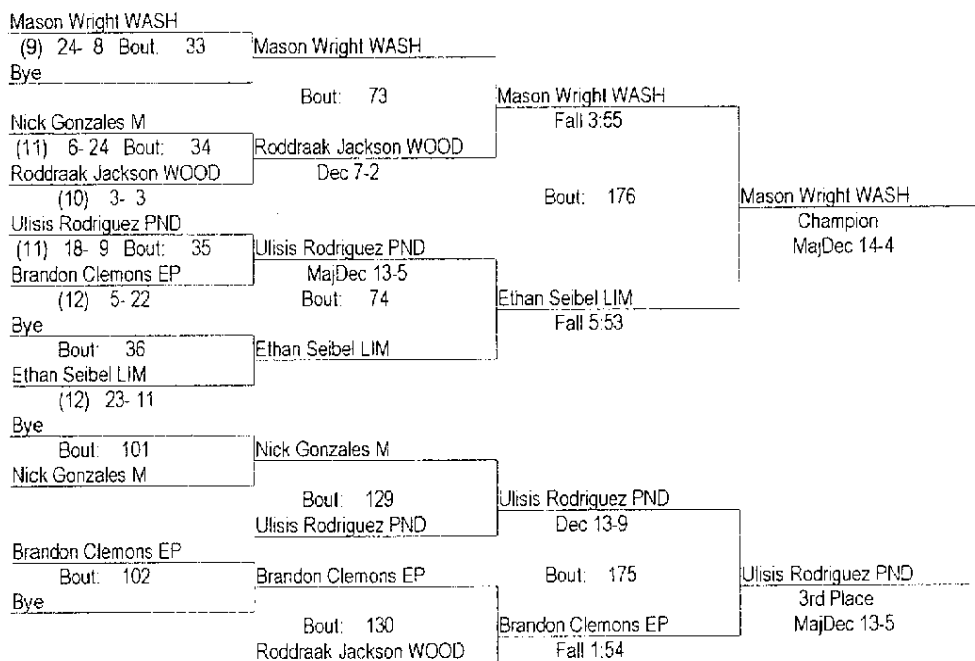 Mason Wright WASH
(9) 24- 8 Bout: 33
Mason Wright WASH
Bye
Bout: 73
Mason Wright WASH
Fall 3:55
Nick Gonzales M
(11) 6- 24 Bout: 34
Roddraak Jackson WOOD
Dec 7-2
Roddraak Jackson WOOD
(10) 3- 3
Bout: 176
Mason Wright WASH
Champion
MajDec 14-4
Ulisis Rodriguez PND
(11) 18- 9 Bout: 35
Ulisis Rodriguez PND
MajDec 13-5
Brandon Clemons EP
(12) 5- 22
Bout: 74
Ethan Seibel LIM
Fall 5:53
Bye
Bout: 36
Ethan Seibel LIM
Ethan Seibel LIM
(12) 23- 11
Bye
Bout: 101
Nick Gonzales M
Nick Gonzales M
Bout: 129
Ulisis Rodriguez PND
Dec 13-9
Ulisis Rodriguez PND
Brandon Clemons EP
Bout: 102
Brandon Clemons EP
Bout: 175
Ulisis Rodriguez PND
3rd Place
MajDec 13-5
Bye
Bout: 130
Brandon Clemons EP
Fall 1:54
Roddraak Jackson WOOD